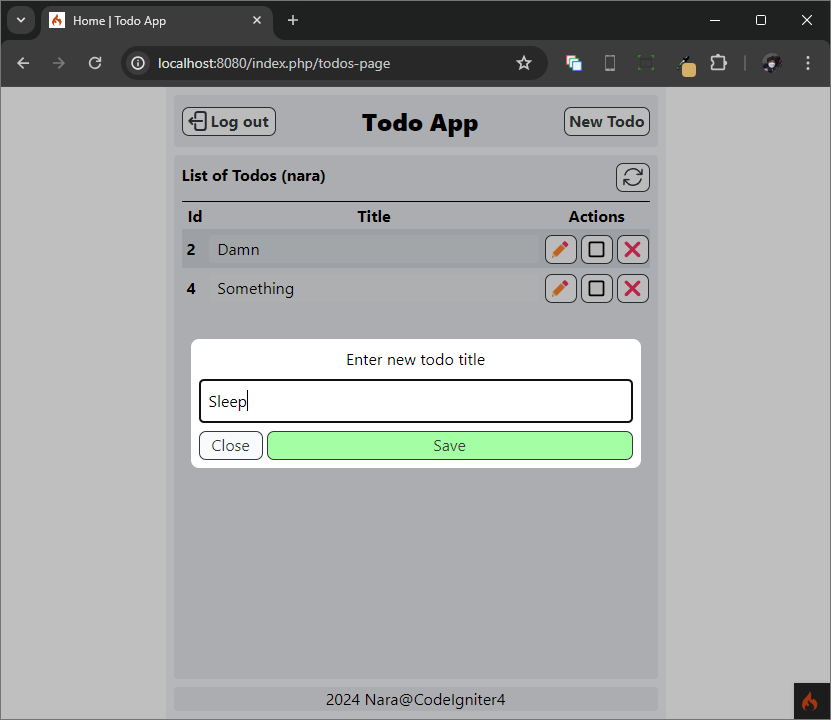 Home | Todo App
localhost:8080/index.php/todos-page
Log out
Todo App
New Todo
List of Todos (nara)
Id Title Actions
2 Damn
4 Something
Enter new todo title
Sleep
Close
Save
2024 Nara@CodeIgniter4